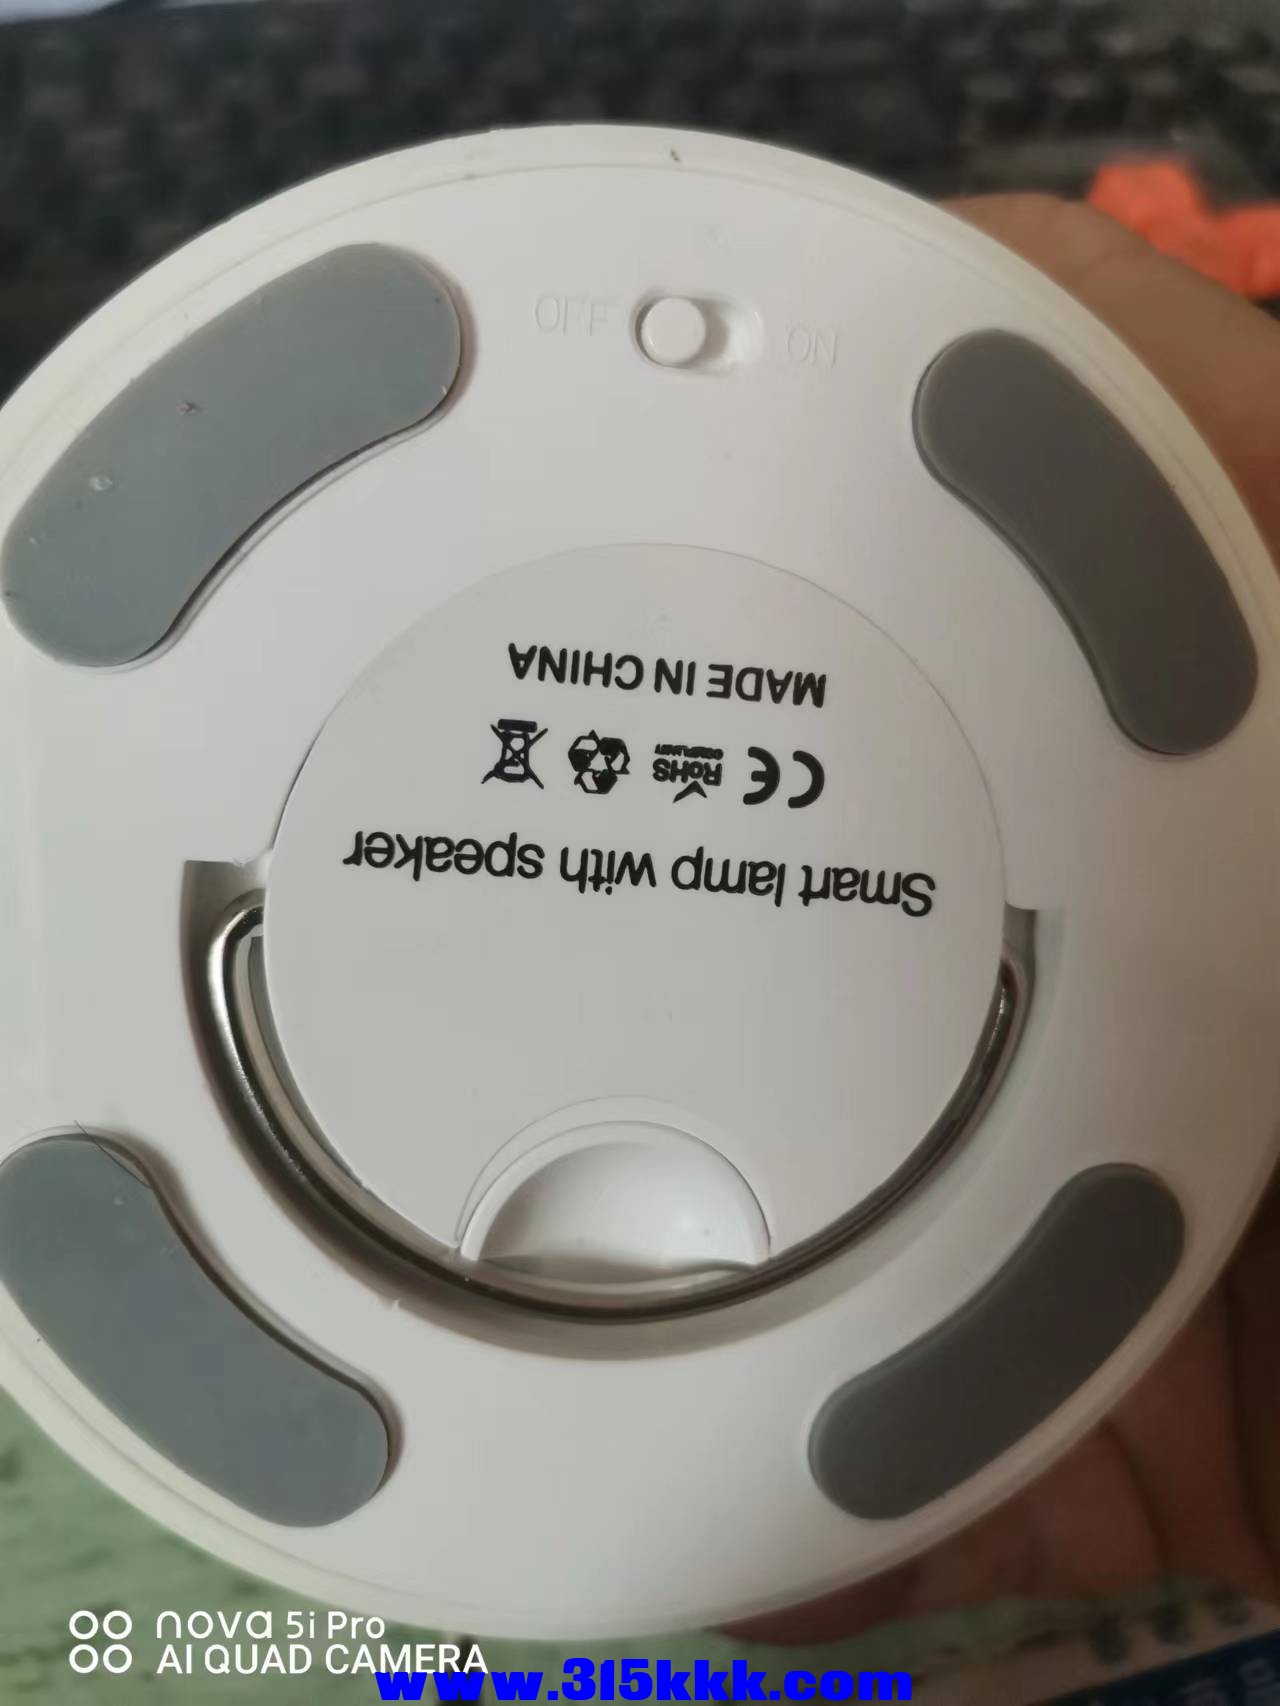 OFF
ON
Smart lamp with speaker
CE RoHS
COMPLIANT
MADE IN CHINA
nova 5i Pro
AI QUAD CAMERA
www.315kkk.com